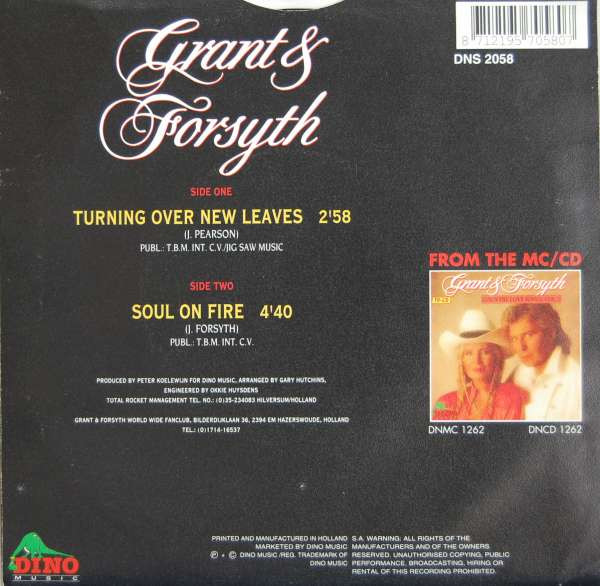 Grant &
Forsyth
8 712195 705807
DNS 2058
SIDE ONE
TURNING OVER NEW LEAVES 2'58
(J. PEARSON)
PUBL.: T.B.M. INT. C.V./JIG SAW MUSIC
SIDE TWO
SOUL ON FIRE 4'40
(J. FORSYTH)
PUBL.: T.B.M. INT. C.V.
FROM THE MC/CD
Grant & Forsyth
DNMC 1262 DNCD 1262
PRODUCED BY PETER KOELEWIJN FOR DINO MUSIC, ARRANGED BY GARY HUTCHINS,
ENGINEERED BY OKKIE HUYSDENS
TOTAL ROCKET MANAGEMENT TEL. NO.: (0)35-234083 HILVERSUM/HOLLAND
GRANT & FORSYTH WORLD WIDE FANCLUB, BILDERDIJKLAAN 36, 2394 EM HAZERSWOUDE, HOLLAND
TEL.: (0)1714-16537
DINO
MUSIC
PRINTED AND MANUFACTURED IN HOLLAND
MARKETED BY DINO MUSIC
℗ + © DINO MUSIC /REG. TRADEMARK OF
DINO MUSIC
S.A. WARNING: ALL RIGHTS OF THE
MANUFACTURERS AND OF THE OWNERS
RESERVED. UNAUTHORISED COPYING, PUBLIC
PERFORMANCE, BROADCASTING, HIRING OR
RENTAL OF THIS RECORDING PROHIBITED.